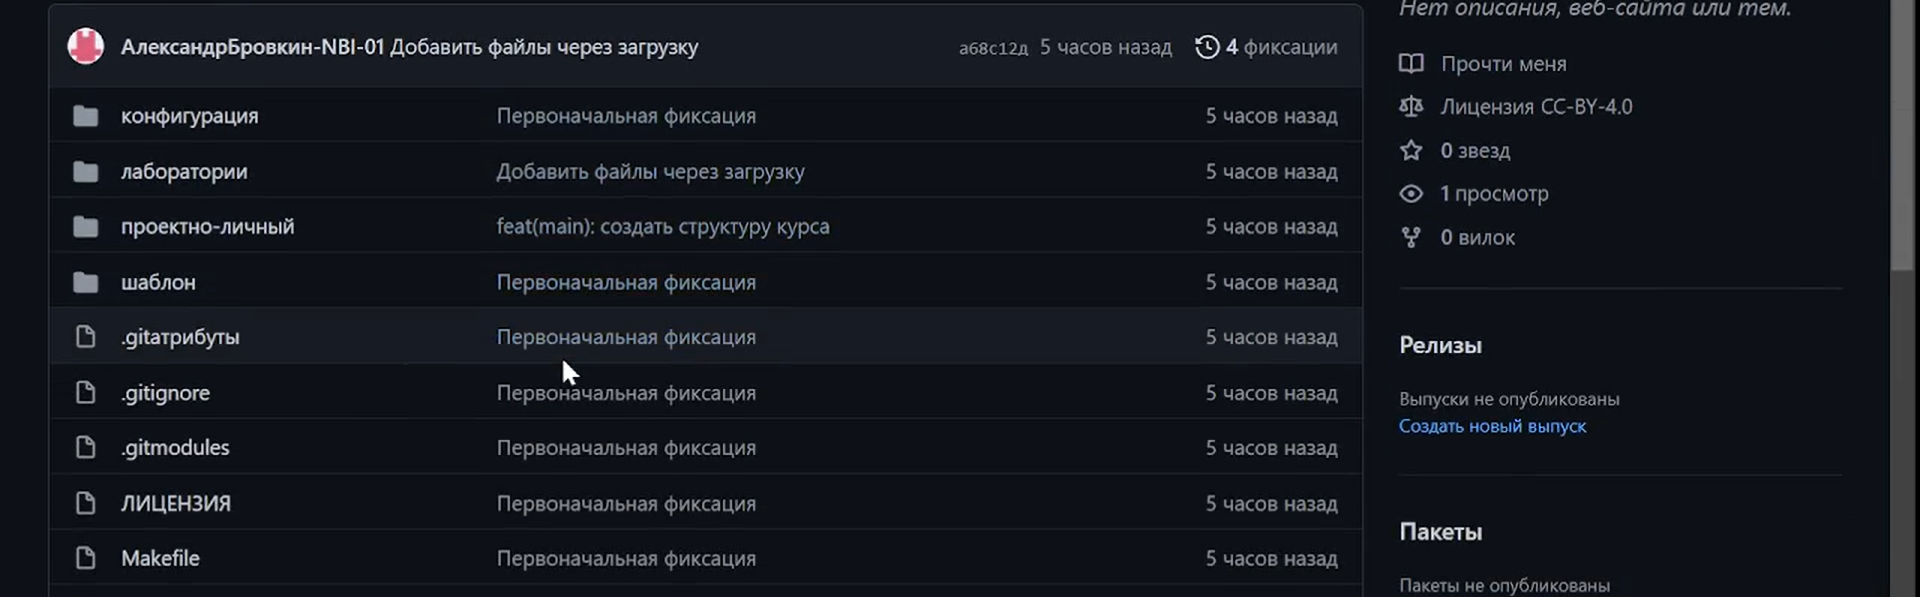 АлександрБровкин-NBI-01 Добавить файлы через загрузку а68с12д 5 часов назад 4 фиксации
конфигурация Первоначальная фиксация 5 часов назад
лаборатории Добавить файлы через загрузку 5 часов назад
проектно-личный feat(main): создать структуру курса 5 часов назад
шаблон Первоначальная фиксация 5 часов назад
.gitатрибуты Первоначальная фиксация 5 часов назад
.gitignore Первоначальная фиксация 5 часов назад
.gitmodules Первоначальная фиксация 5 часов назад
ЛИЦЕНЗИЯ Первоначальная фиксация 5 часов назад
Makefile Первоначальная фиксация 5 часов назад
Нет описания, веб-сайта или тем.
Прочти меня
Лицензия CC-BY-4.0
0 звезд
1 просмотр
0 вилок
Релизы
Выпуски не опубликованы
Создать новый выпуск
Пакеты
Пакеты не опубликованы